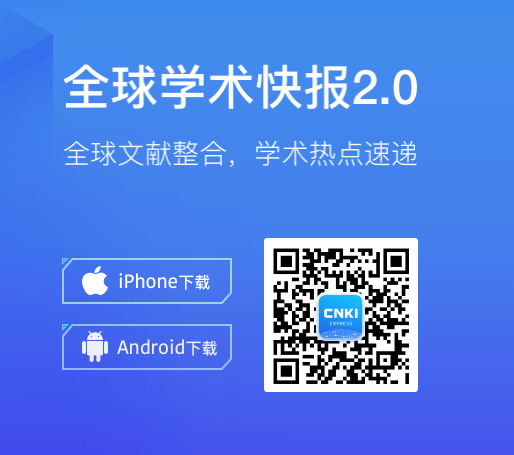 全球学术快报2.0
全球文献整合，学术热点速递
iPhone下载
Android下载
CNKI
EXPRESS